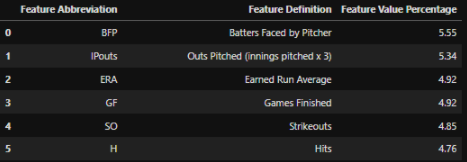 Feature Abbreviation Feature Definition Feature Value Percentage
0 BFP Batters Faced by Pitcher 5.55
1 IPouts Outs Pitched (innings pitched x 3) 5.34
2 ERA Earned Run Average 4.92
3 GF Games Finished 4.92
4 SO Strikeouts 4.85
5 H Hits 4.76